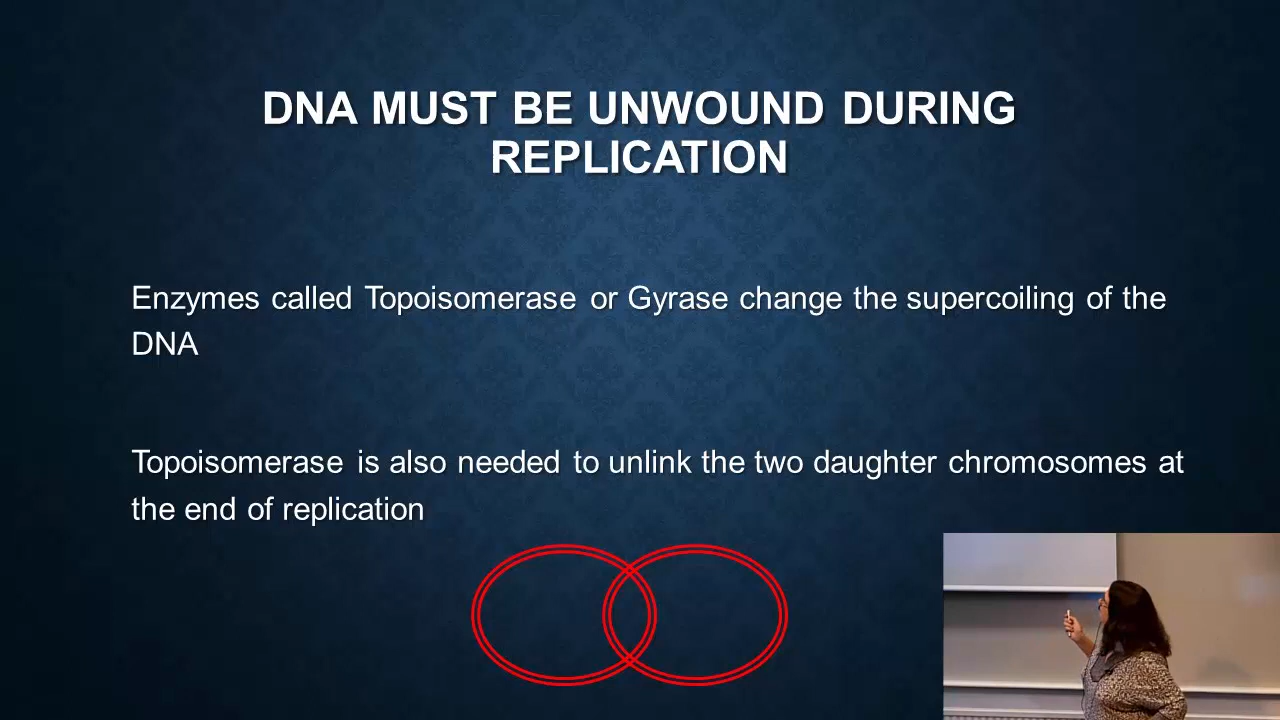 DNA MUST BE UNWOUND DURING
REPLICATION
Enzymes called Topoisomerase or Gyrase change the supercoiling of the
DNA
Topoisomerase is also needed to unlink the two daughter chromosomes at
the end of replication